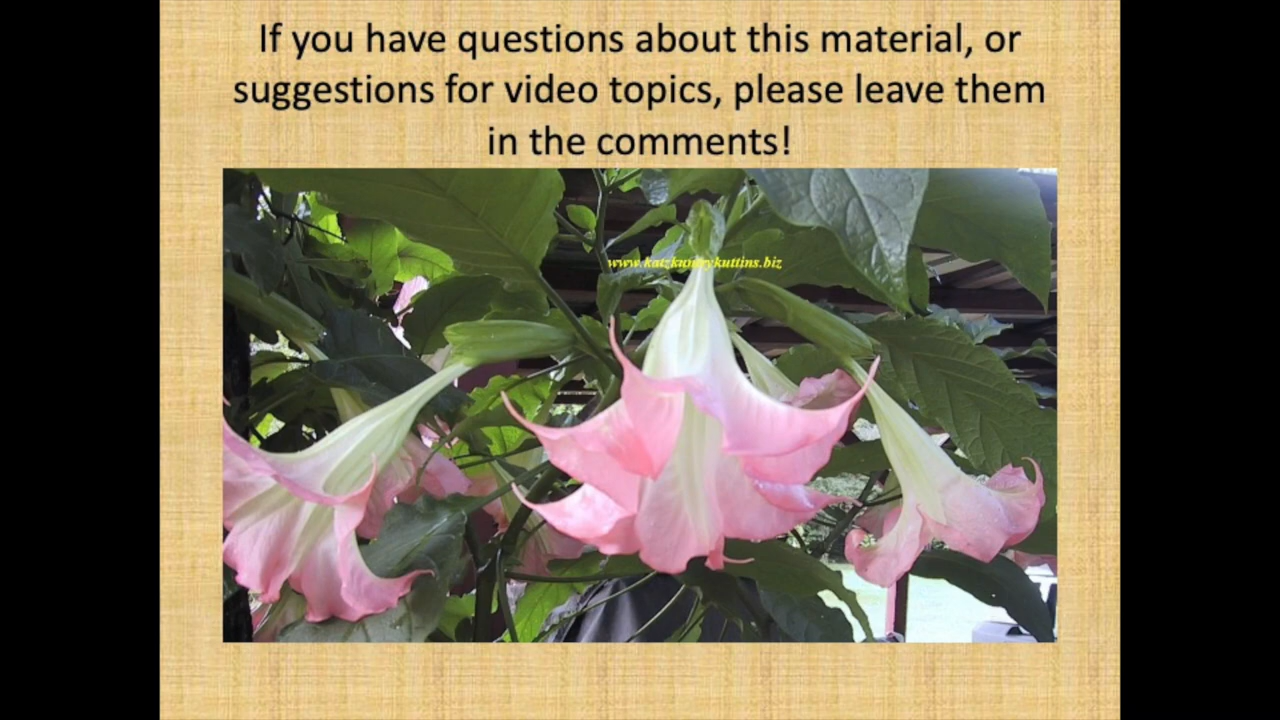 If you have questions about this material, or
suggestions for video topics, please leave them
in the comments!